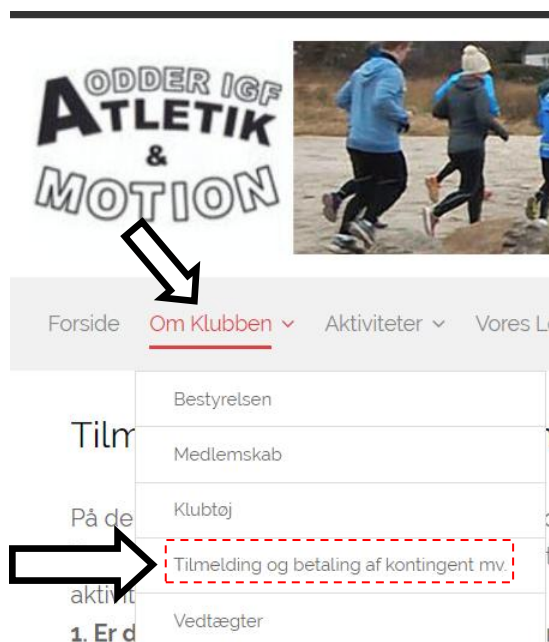 ODDER IGF
ATLETIK
&
MOTION
Forside Om Klubben Aktiviteter Vores
Bestyrelsen
Tilm
Medlemskab
På de
Klubtøj
Tilmelding og betaling af kontingent mv.
aktivit
Vedtægter
1. Er d